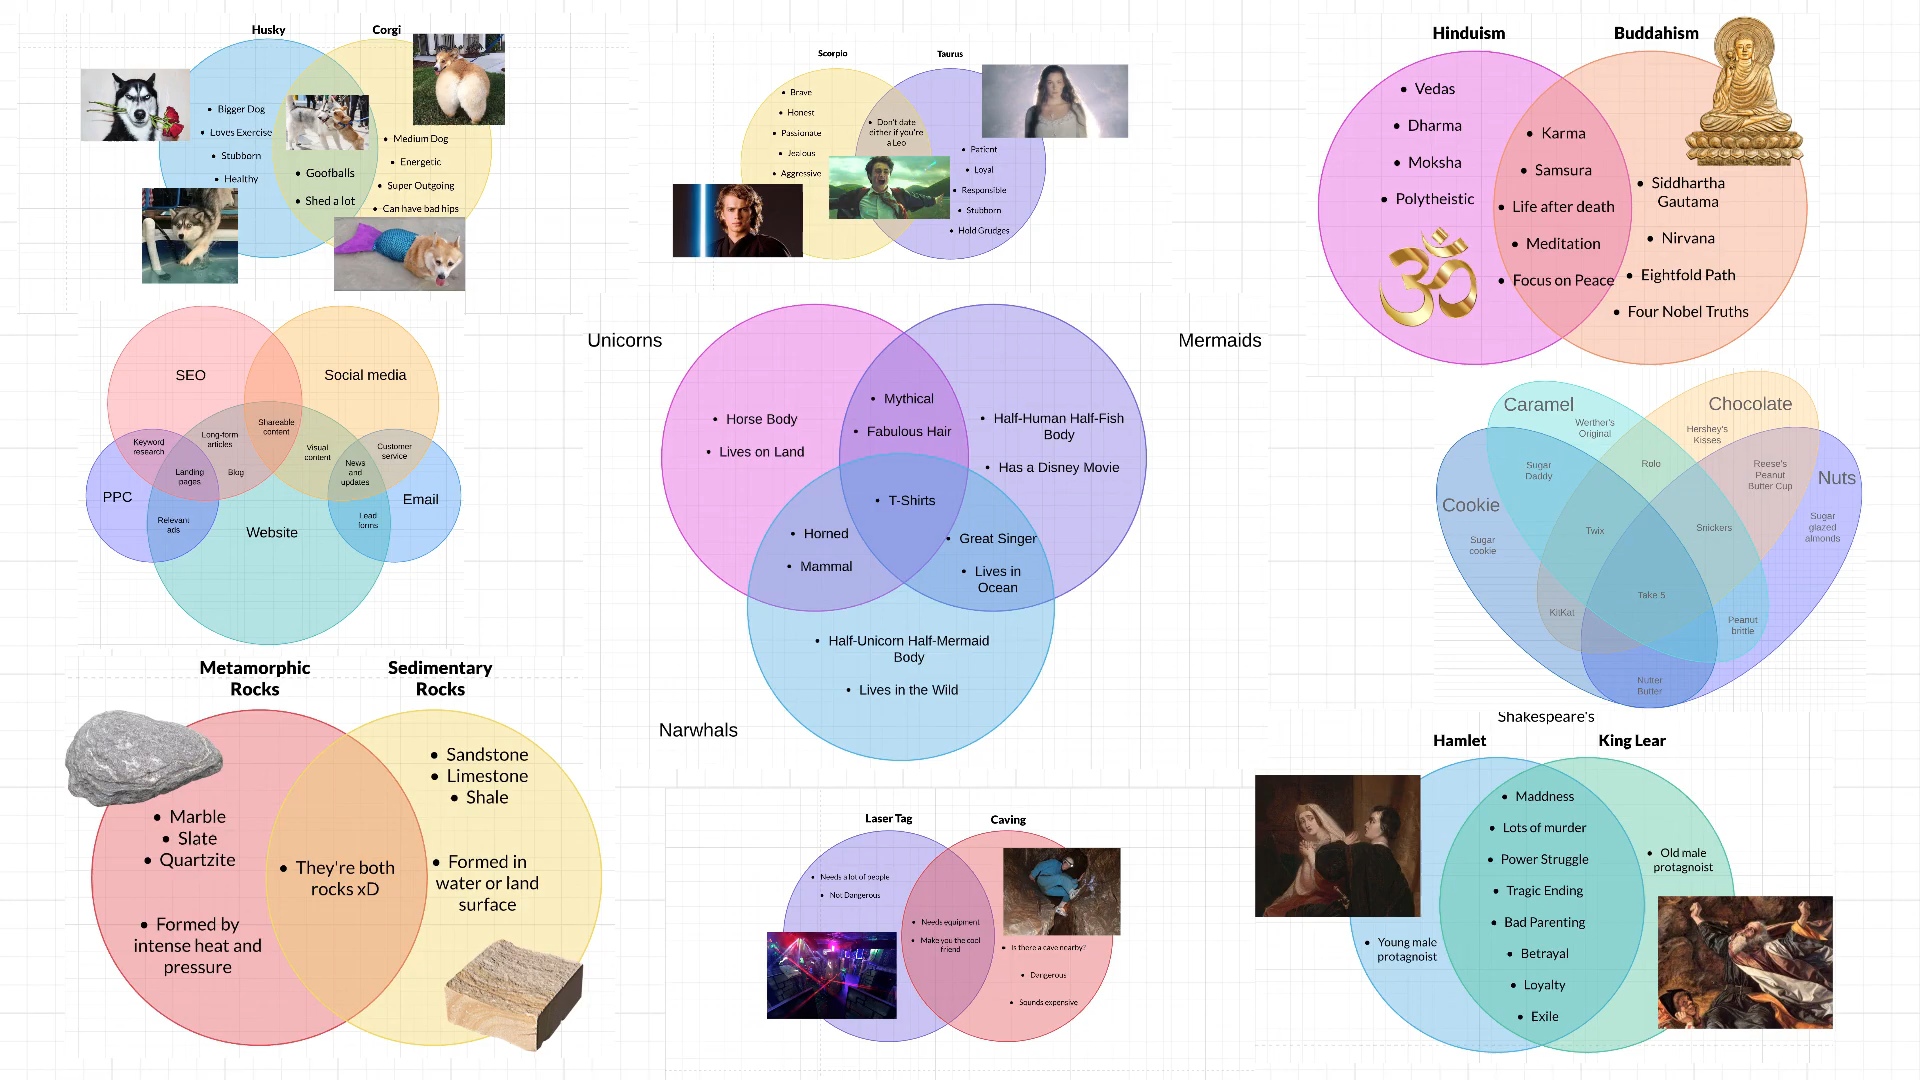 Husky
Corgi
• Bigger Dog
• Loves Exercise
• Stubborn
• Healthy
• Goofballs
• Shed a lot
• Medium Dog
• Energetic
• Super Outgoing
• Can have bad hips
Scorpio
Taurus
• Brave
• Honest
• Passionate
• Jealous
• Aggressive
• Don't date
either if you're
a Leo
• Patient
• Loyal
• Responsible
• Stubborn
• Hold Grudges
Hinduism
Buddahism
• Vedas
• Dharma
• Moksha
• Polytheistic
• Karma
• Samsura
• Life after death
• Meditation
• Focus on Peace
• Siddhartha
Gautama
• Nirvana
• Eightfold Path
• Four Nobel Truths
SEO
Social media
Shareable
content
Keyword
research
Long-form
articles
Visual
content
Customer
service
Landing
pages
Blog
News
and
updates
PPC
Email
Relevant
ads
Lead
forms
Website
Unicorns
Mermaids
• Horse Body
• Lives on Land
• Mythical
• Fabulous Hair
• Half-Human Half-Fish
Body
• Has a Disney Movie
• T-Shirts
• Horned
• Mammal
• Great Singer
• Lives in
Ocean
• Half-Unicorn Half-Mermaid
Body
• Lives in the Wild
Narwhals
Caramel
Chocolate
Werther's
Original
Hershey's
Kisses
Sugar
Daddy
Rolo
Reese's
Peanut
Butter Cup
Nuts
Cookie
Sugar
cookie
Twix
Snickers
Sugar
glazed
almonds
Take 5
KitKat
Peanut
brittle
Nutter
Butter
Metamorphic
Rocks
Sedimentary
Rocks
• Marble
• Slate
• Quartzite
• Formed by
intense heat and
pressure
• They're both
rocks xD
• Sandstone
• Limestone
• Shale
• Formed in
water or land
surface
Laser Tag
Caving
• Needs a lot of people
• Not Dangerous
• Needs equipment
• Make you the cool
friend
• Is there a cave nearby?
• Dangerous
• Sounds expensive
Shakespeare's
Hamlet
King Lear
• Young male
protagnoist
• Maddness
• Lots of murder
• Power Struggle
• Tragic Ending
• Bad Parenting
• Betrayal
• Loyalty
• Exile
• Old male
protagnoist